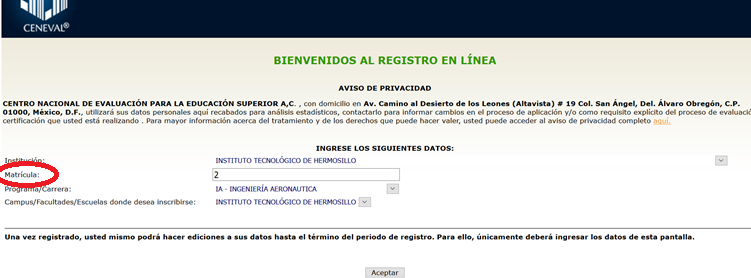 CENEVAL®
BIENVENIDOS AL REGISTRO EN LÍNEA
AVISO DE PRIVACIDAD
CENTRO NACIONAL DE EVALUACIÓN PARA LA EDUCACIÓN SUPERIOR A,C. , con domicilio en Av. Camino al Desierto de los Leones (Altavista) # 19 Col. San Ángel, Del. Álvaro Obregón, C.P.
01000, México, D.F., utilizará sus datos personales aquí recabados para análisis estadísticos, contactarlo para informar cambios en el proceso de aplicación y/o como requisito explícito del proceso de evaluació
certificación que usted está realizando . Para mayor información acerca del tratamiento y de los derechos que puede hacer valer, usted puede acceder al aviso de privacidad completo aquí.
INGRESE LOS SIGUIENTES DATOS:
Institución: INSTITUTO TECNOLÓGICO DE HERMOSILLO
Matrícula: 2
Programa/Carrera: IA - INGENIERÍA AERONAUTICA
Campus/Facultades/Escuelas donde desea inscribirse: INSTITUTO TECNOLÓGICO DE HERMOSILLO
Una vez registrado, usted mismo podrá hacer ediciones a sus datos hasta el término del periodo de registro. Para ello, únicamente deberá ingresar los datos de esta pantalla.
Aceptar